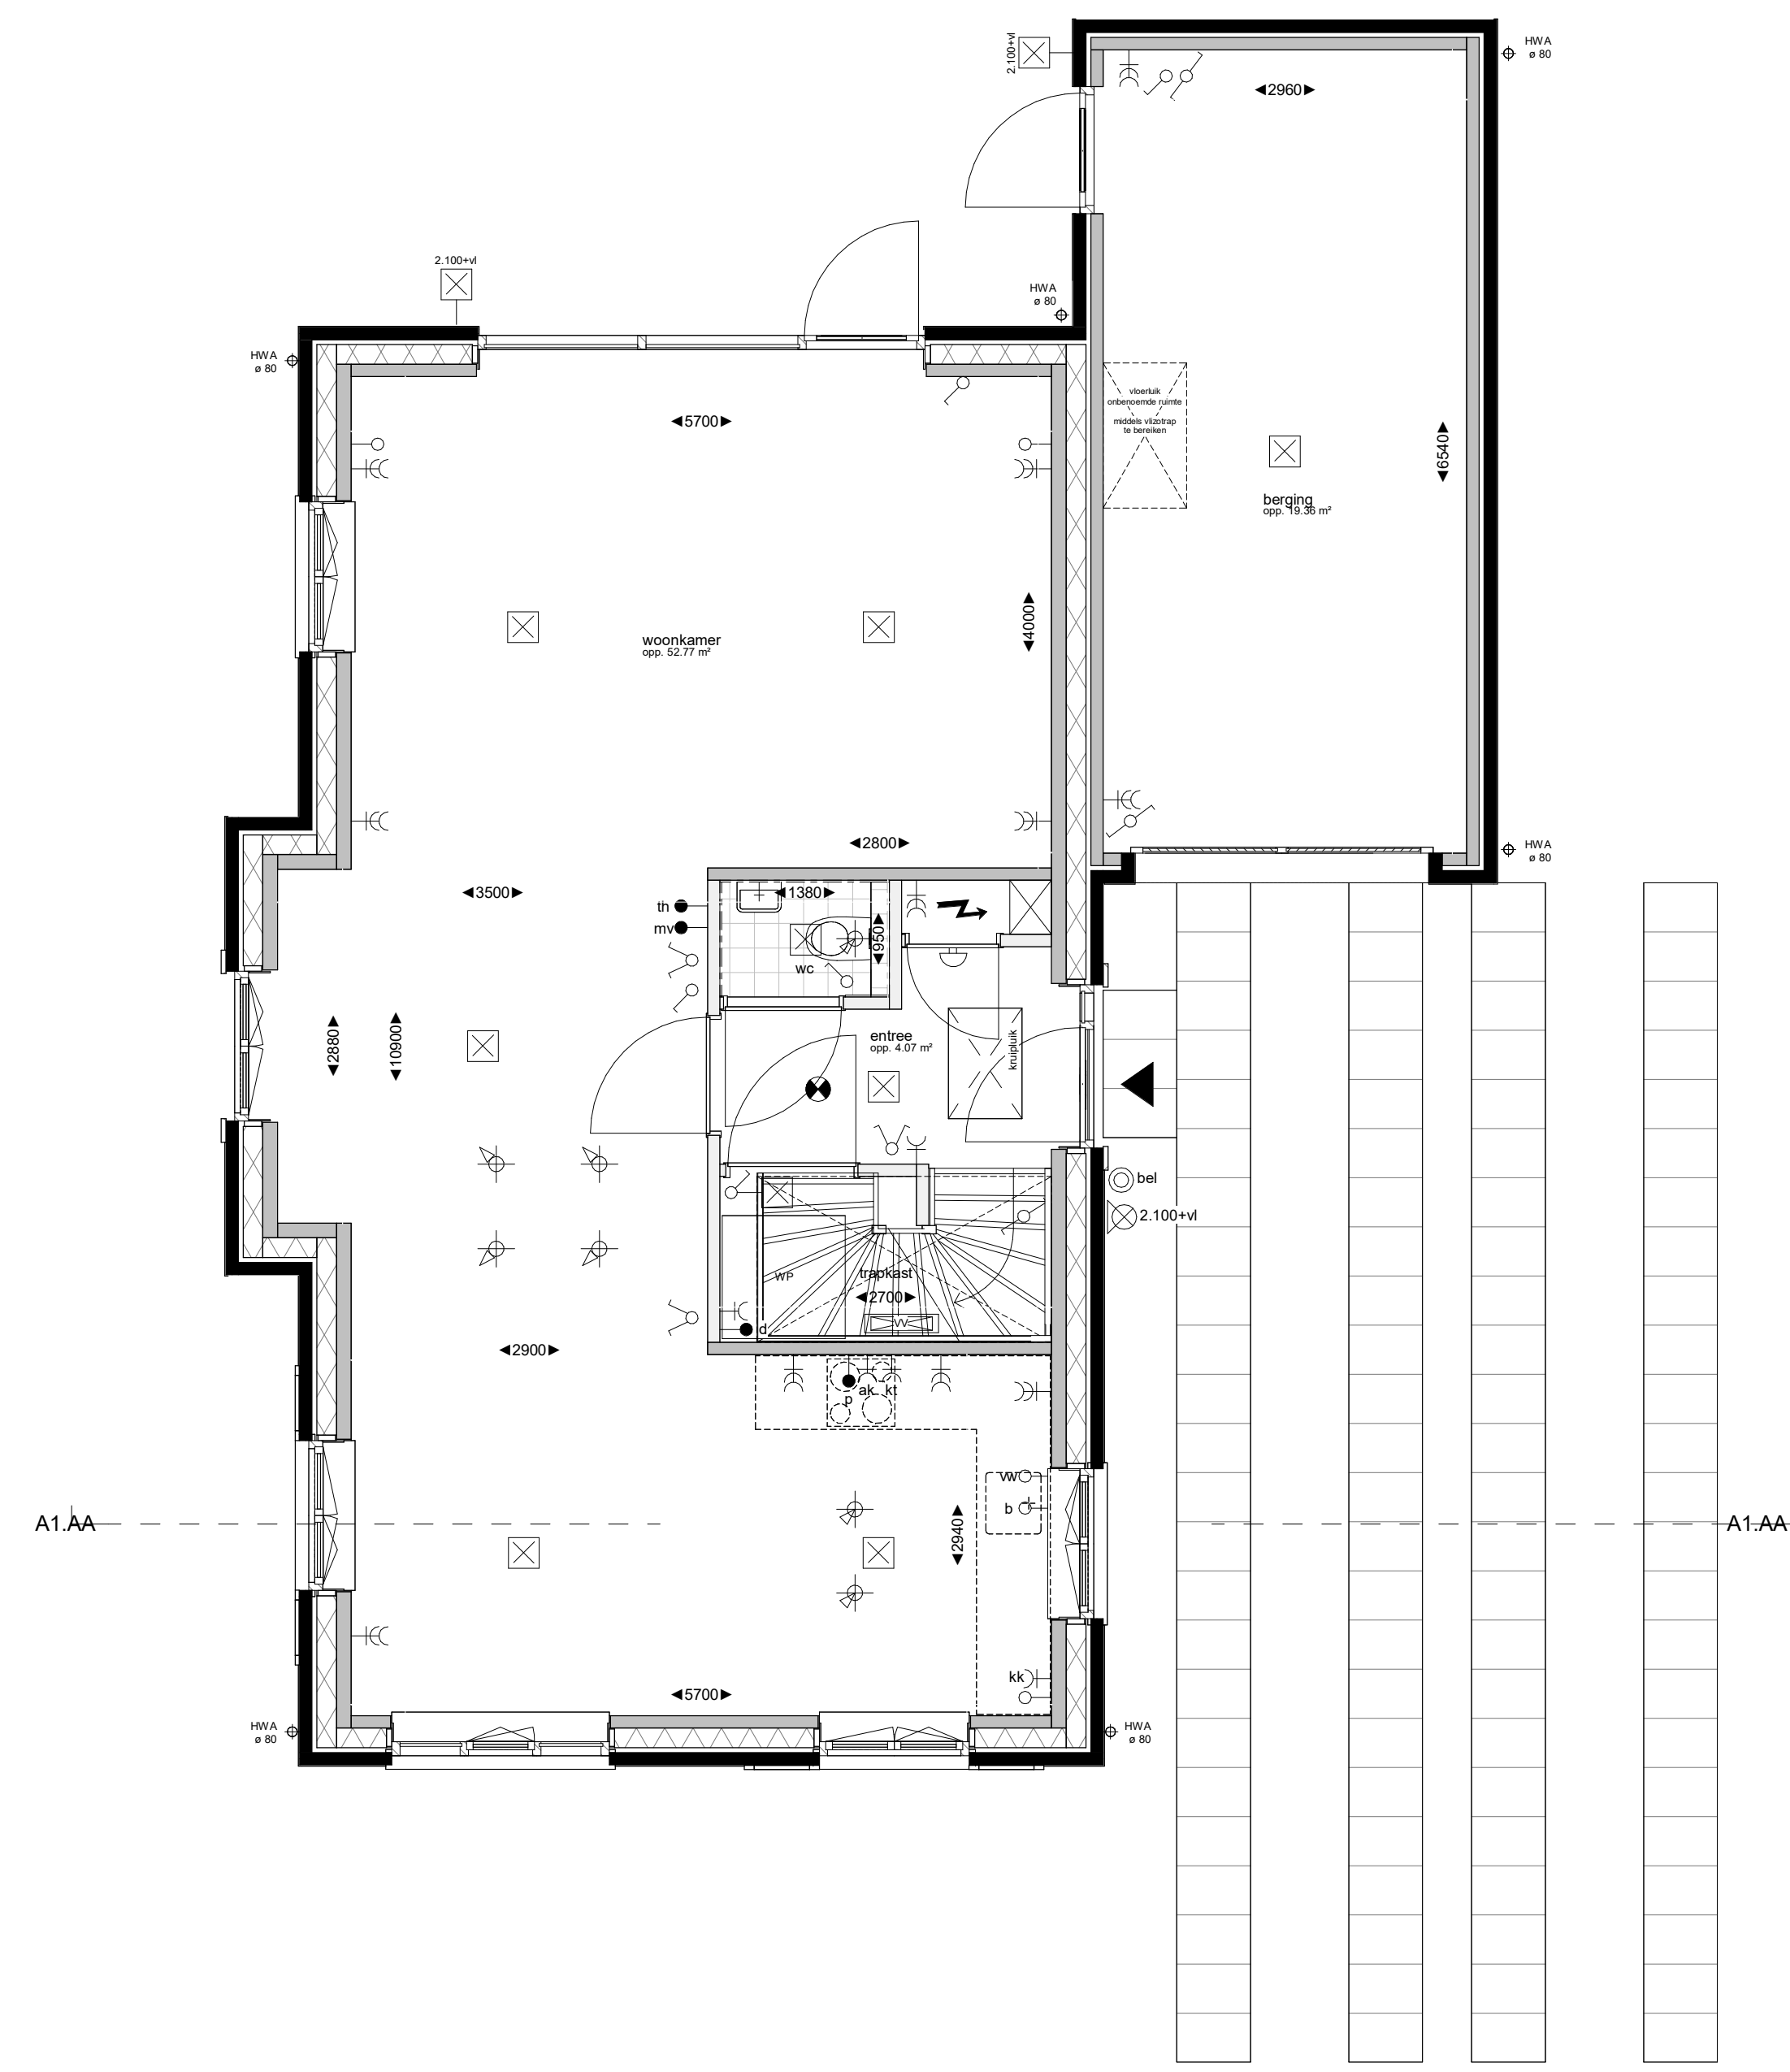 HWA
ø 80
2.100+vl
◄2960►
2.100+vl
HWA
ø 80
HWA
ø 80
vloerluik
onbenoemde ruimte
middels vlizotrap
te bereiken
◄5700►
◄6540►
berging
opp. 19.36 m²
◄4000►
woonkamer
opp. 52.77 m²
◄2800►
HWA
ø 80
◄3500►
◄1380►
th
mv
◄950►
wc
◄2880►
◄10900►
entree
opp. 4.07 m²
kruipluik
bel
2.100+vl
WP
trapkast
◄2700►
VV
d
◄2900►
ak
kt
p
vw
b
A1.AA
A1.AA
◄2940►
kk
◄5700►
HWA
ø 80
HWA
ø 80